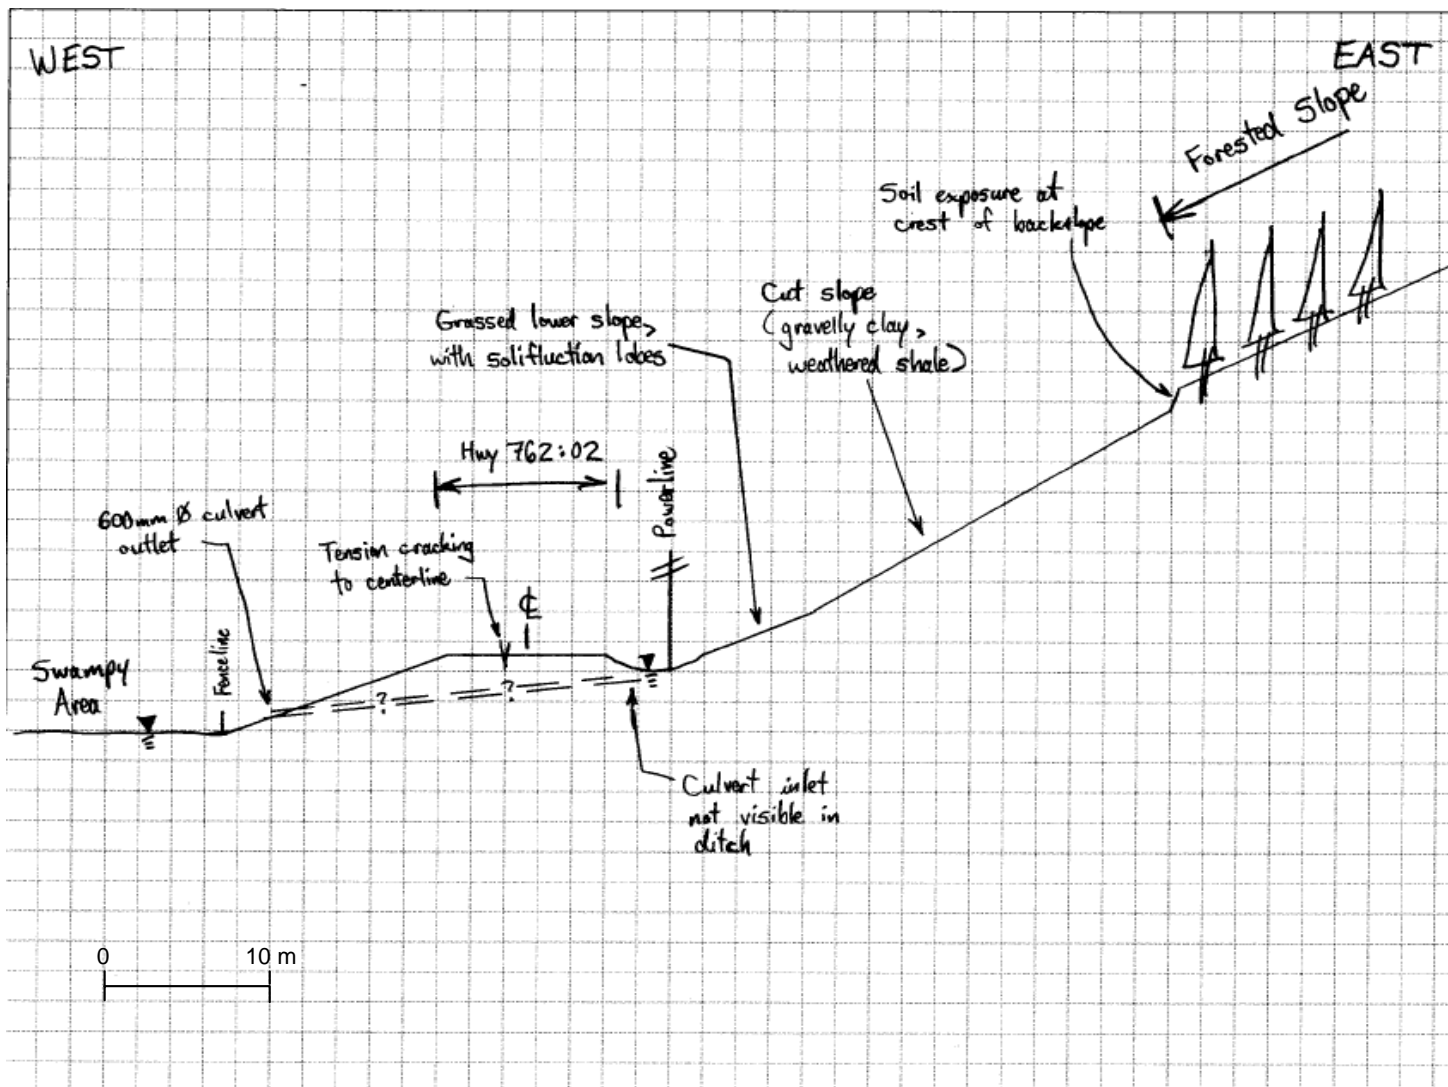 WEST
EAST
Forested Slope
Soil exposure at
crest of backslope
Cut slope
(gravelly clay,
weathered shale)
Grassed lower slope,
with solifluction lobes
Hwy 762:02
Powerline
600mm Ø culvert
outlet
Tension cracking
to centerline
℄
Fenceline
Swampy
Area
?
?
Culvert inlet
not visible in
ditch
0
10 m